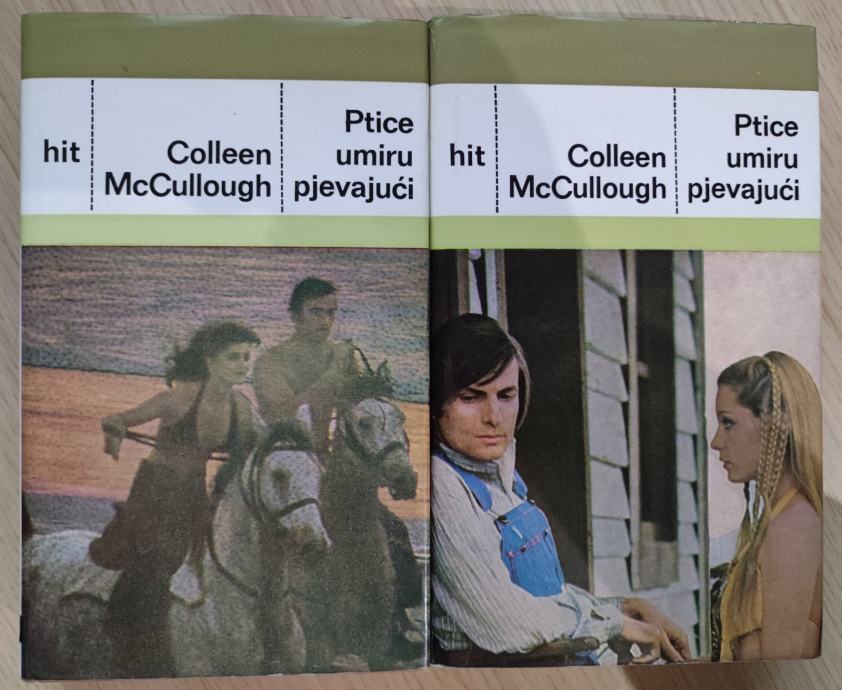 hit
Colleen
McCullough
Ptice
umiru
pjevajući
hit
Colleen
McCullough
Ptice
umiru
pjevajući